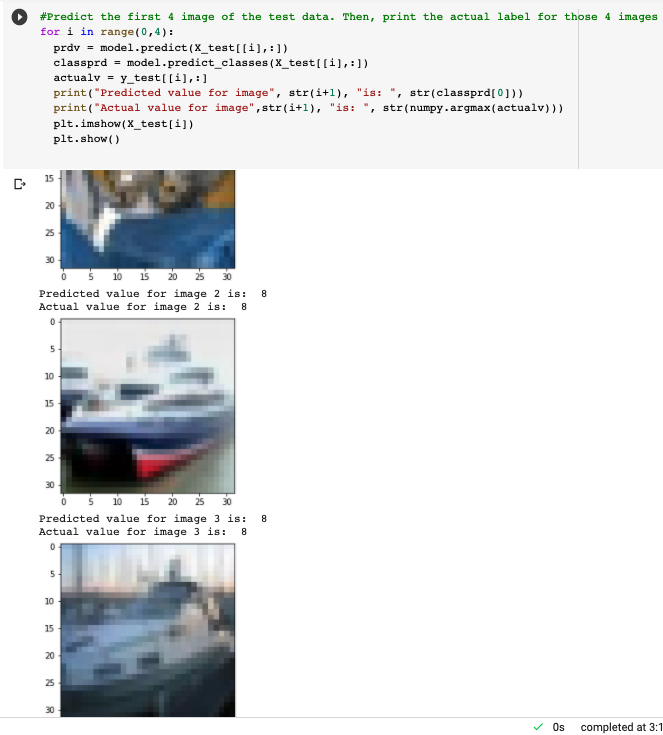 #Predict the first 4 image of the test data. Then, print the actual label for those 4 images
for i in range(0,4):
  prdv = model.predict(X_test[[i],:])
  classprd = model.predict_classes(X_test[[i],:])
  actualv = y_test[[i],:]
  print("Predicted value for image", str(i+1), "is: ", str(classprd[0]))
  print("Actual value for image",str(i+1), "is: ", str(numpy.argmax(actualv)))
  plt.imshow(X_test[i])
  plt.show()
15
20
25
30
0 5 10 15 20 25 30
Predicted value for image 2 is:  8
Actual value for image 2 is:  8
0
5
10
15
20
25
30
0 5 10 15 20 25 30
Predicted value for image 3 is:  8
Actual value for image 3 is:  8
0
5
10
15
20
25
30
0s completed at 3:1